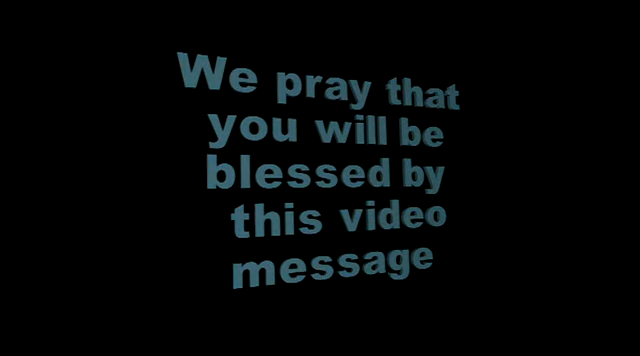 We pray that
you will be
blessed by
this video
message